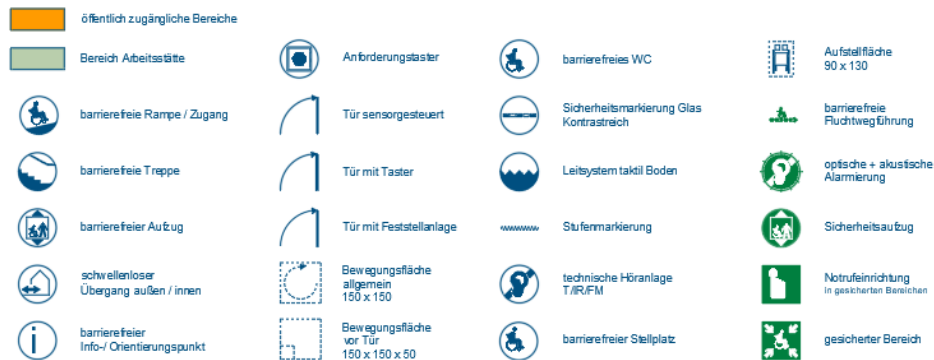 öffentlich zugängliche Bereiche
Bereich Arbeitsstätte
barrierefreie Rampe / Zugang
barrierefreie Treppe
barrierefreier Aufzug
schwellenloser
Übergang außen / innen
barrierefreier
Info-/ Orientierungspunkt
Anforderungstaster
Tür sensorgesteuert
Tür mit Taster
Tür mit Feststellanlage
Bewegungsfläche
allgemein
150 x 150
Bewegungsfläche
vor Tür
150 x 150 x 50
barrierefreies WC
Sicherheitsmarkierung Glas
Kontrastreich
Leitsystem taktil Boden
Stufenmarkierung
technische Höranlage
T/IR/FM
barrierefreier Stellplatz
Aufstellfläche
90 x 130
barrierefreie
Fluchtwegführung
optische + akustische
Alarmierung
Sicherheitsaufzug
Notrufeinrichtung
in gesicherten Bereichen
gesicherter Bereich